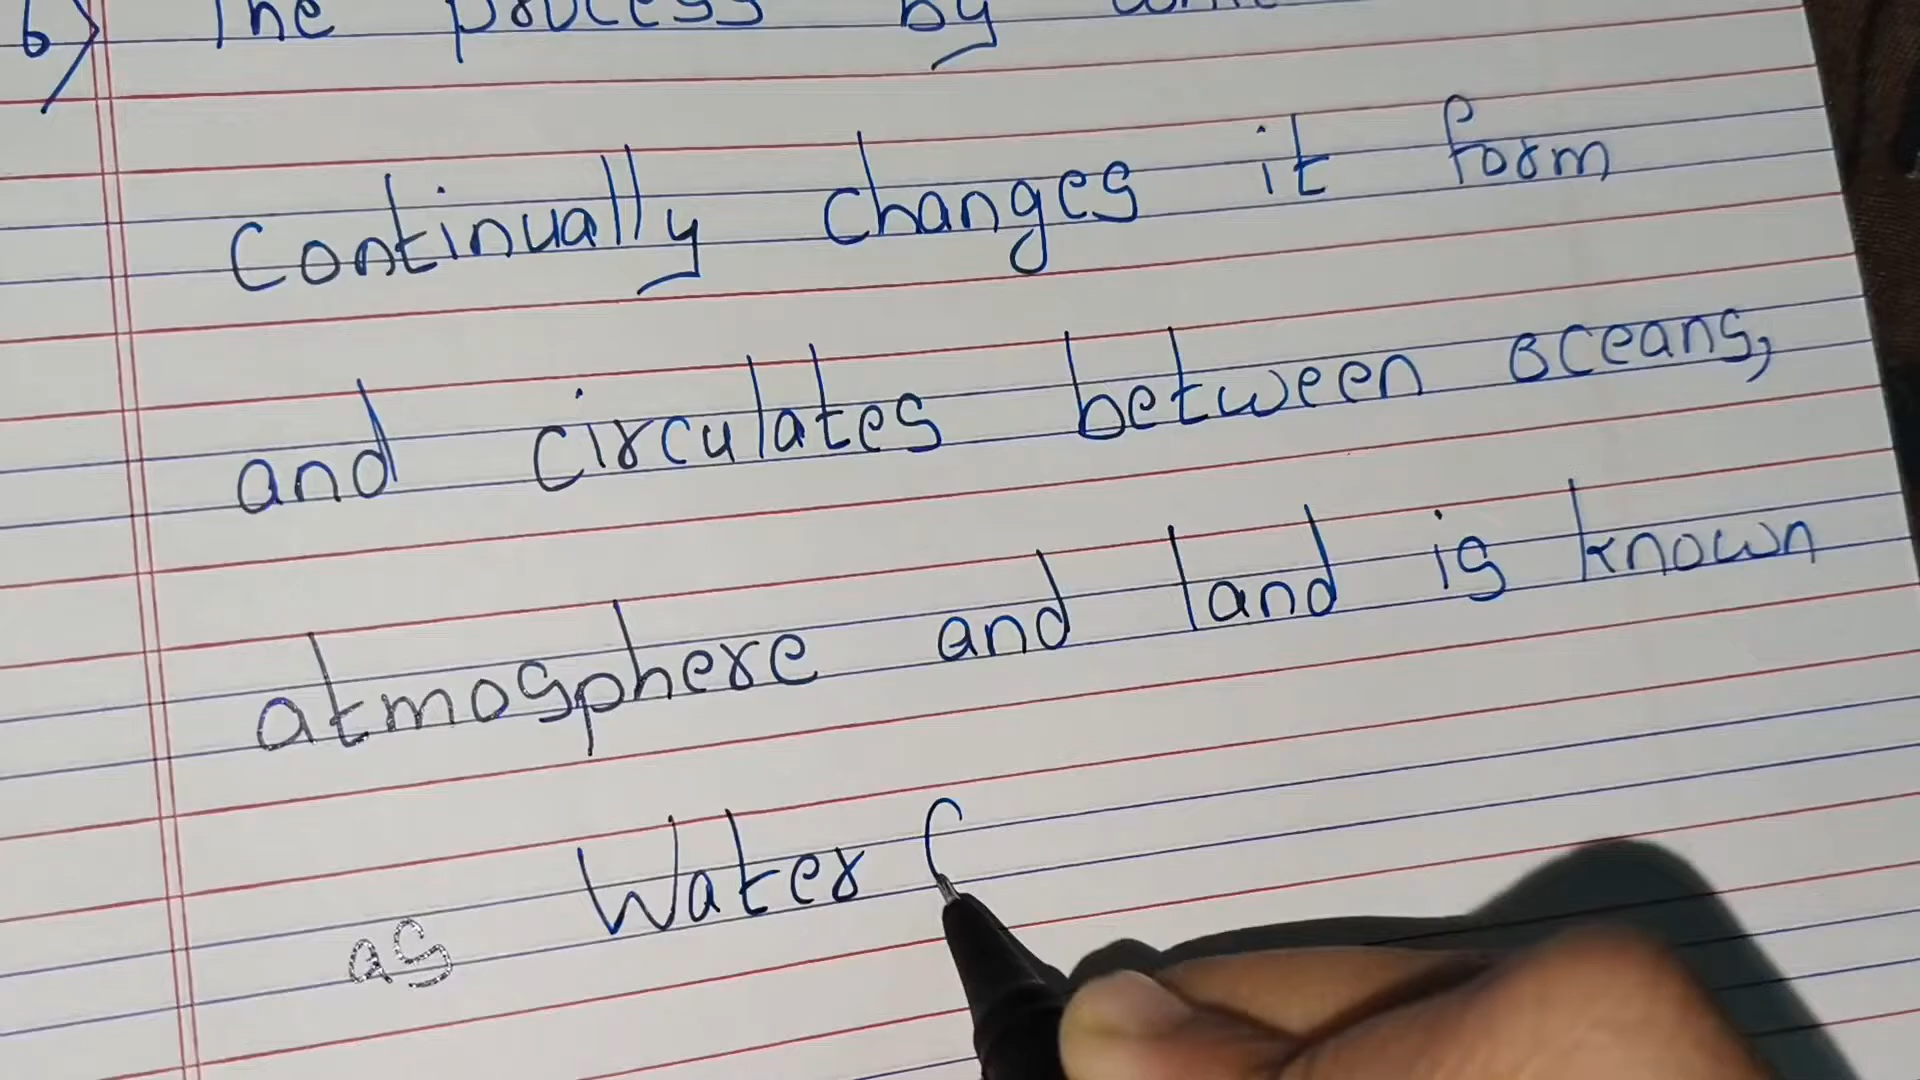 6) The process by
Continually changes it form
and circulates between oceans,
atmosphere and land is known
as Water